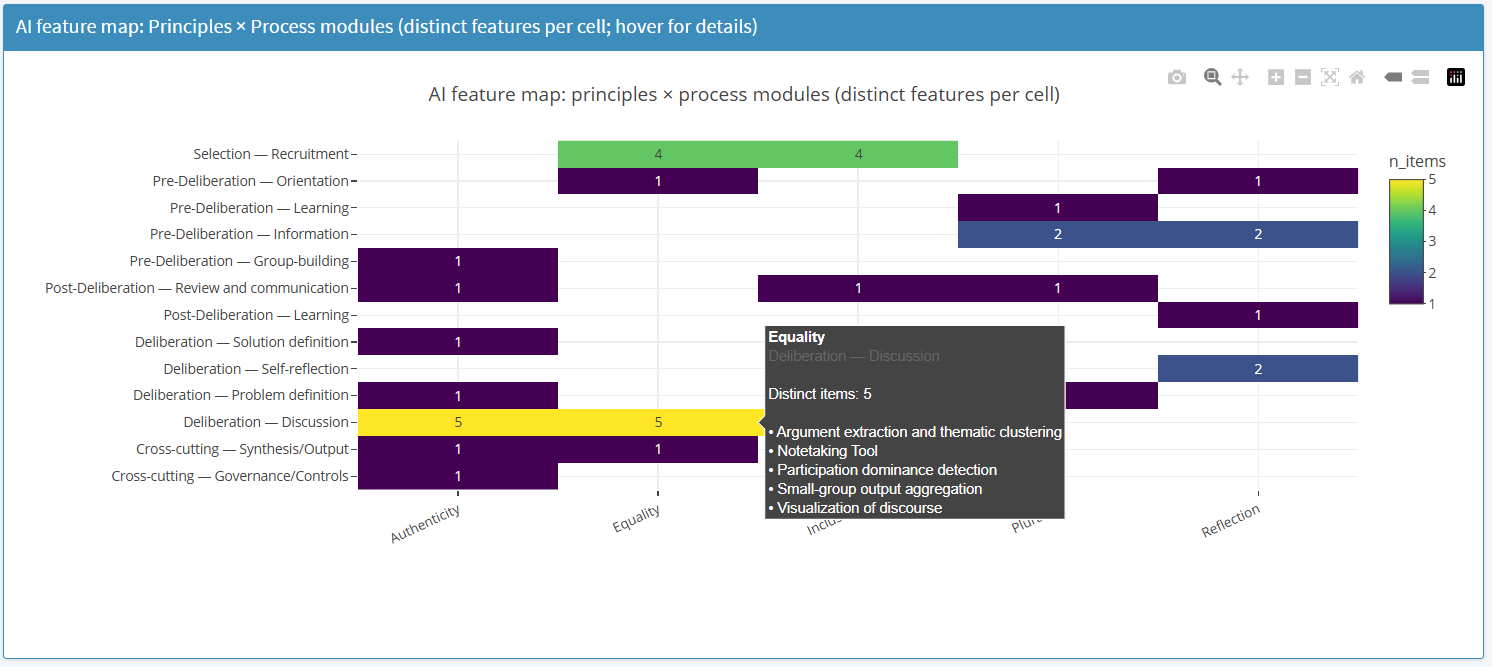 AI feature map: Principles × Process modules (distinct features per cell; hover for details)
AI feature map: principles × process modules (distinct features per cell)
Selection — Recruitment
4 4
Pre-Deliberation — Orientation
1 1
Pre-Deliberation — Learning
1
Pre-Deliberation — Information
2 2
Pre-Deliberation — Group-building
1
Post-Deliberation — Review and communication
1 1 1
Post-Deliberation — Learning
1
Deliberation — Solution definition
1
Deliberation — Self-reflection
2
Deliberation — Problem definition
1
Deliberation — Discussion
5 5
Cross-cutting — Synthesis/Output
1 1
Cross-cutting — Governance/Controls
1
Equality
Deliberation — Discussion
Distinct items: 5
• Argument extraction and thematic clustering
• Notetaking Tool
• Participation dominance detection
• Small-group output aggregation
• Visualization of discourse
Authenticity
Equality
Reflection
n_items
5
4
3
2
1